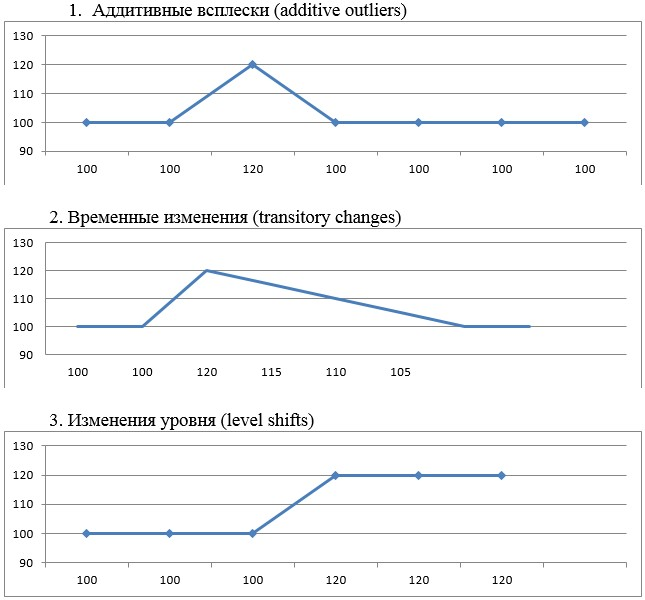 1. Аддитивные всплески (additive outliers)
130
120
110
100
90
100 100 120 100 100 100 100
2. Временные изменения (transitory changes)
130
120
110
100
90
100 100 120 115 110 105
3. Изменения уровня (level shifts)
130
120
110
100
90
100 100 100 120 120 120